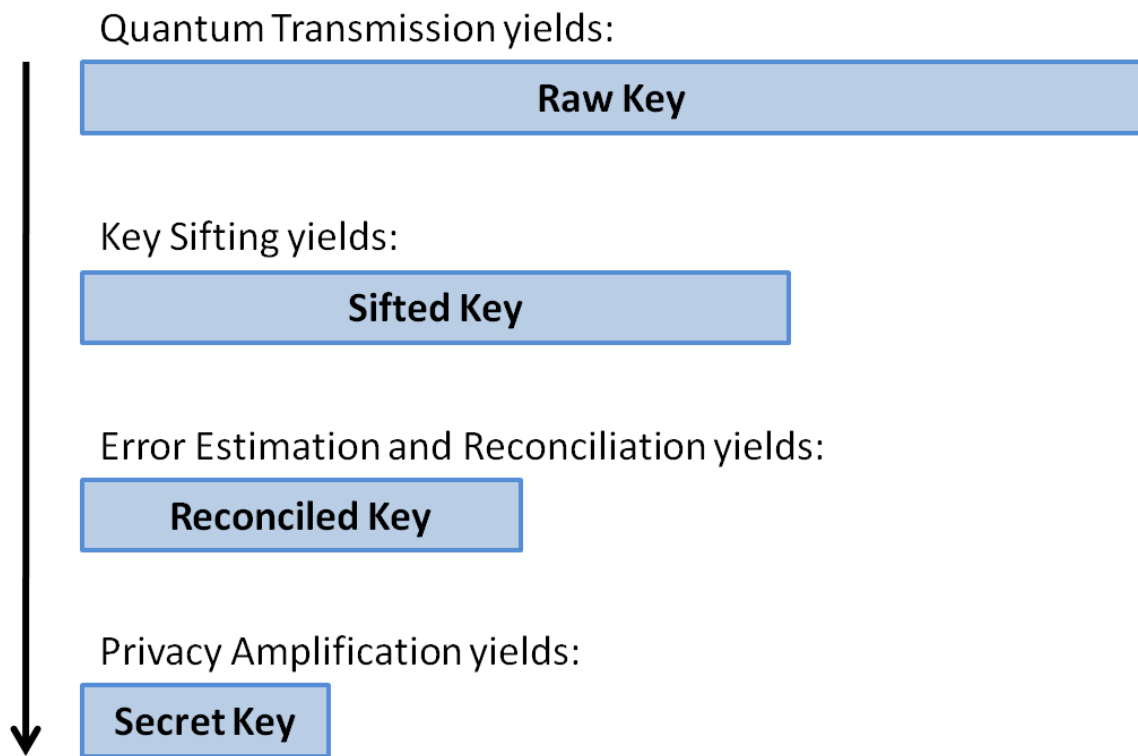 Quantum Transmission yields:
Raw Key
Key Sifting yields:
Sifted Key
Error Estimation and Reconciliation yields:
Reconciled Key
Privacy Amplification yields:
Secret Key